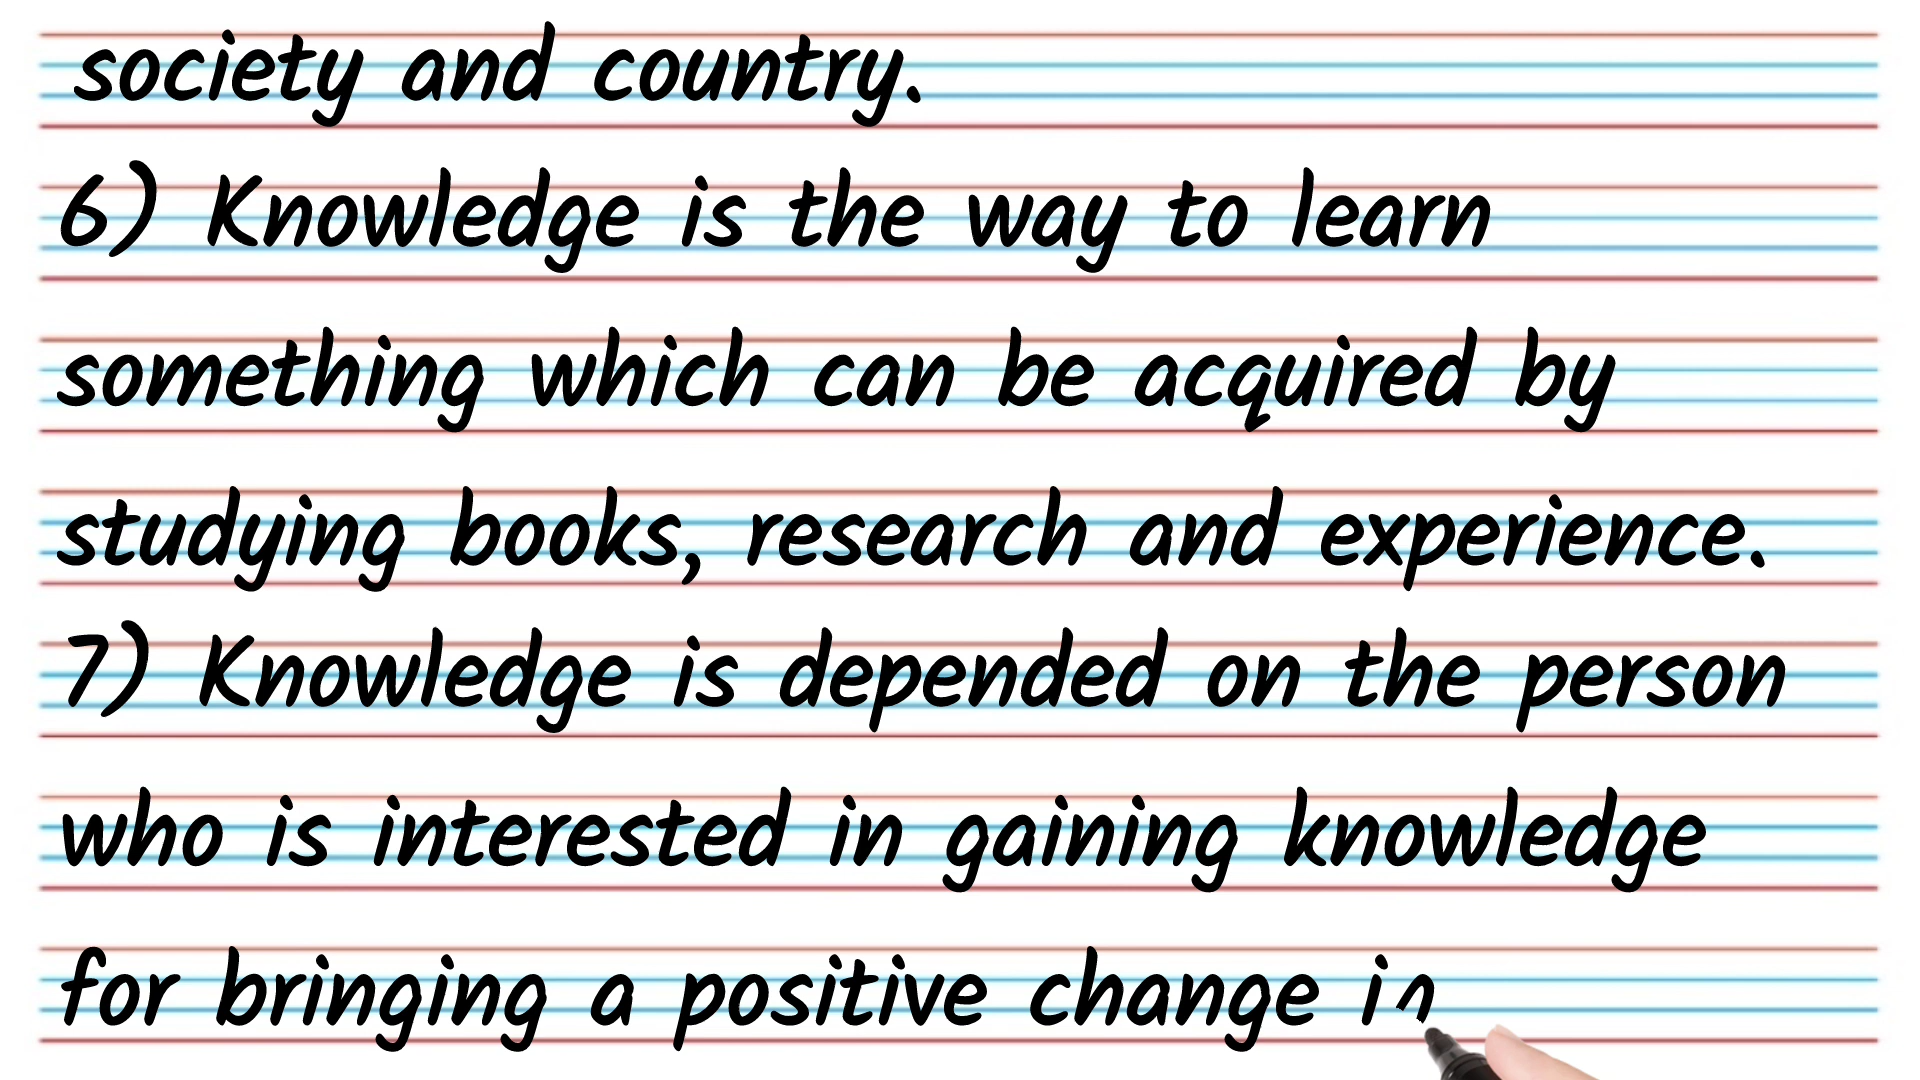 society and country.
6) Knowledge is the way to learn
something which can be acquired by
studying books, research and experience.
7) Knowledge is depended on the person
who is interested in gaining knowledge
for bringing a positive change in